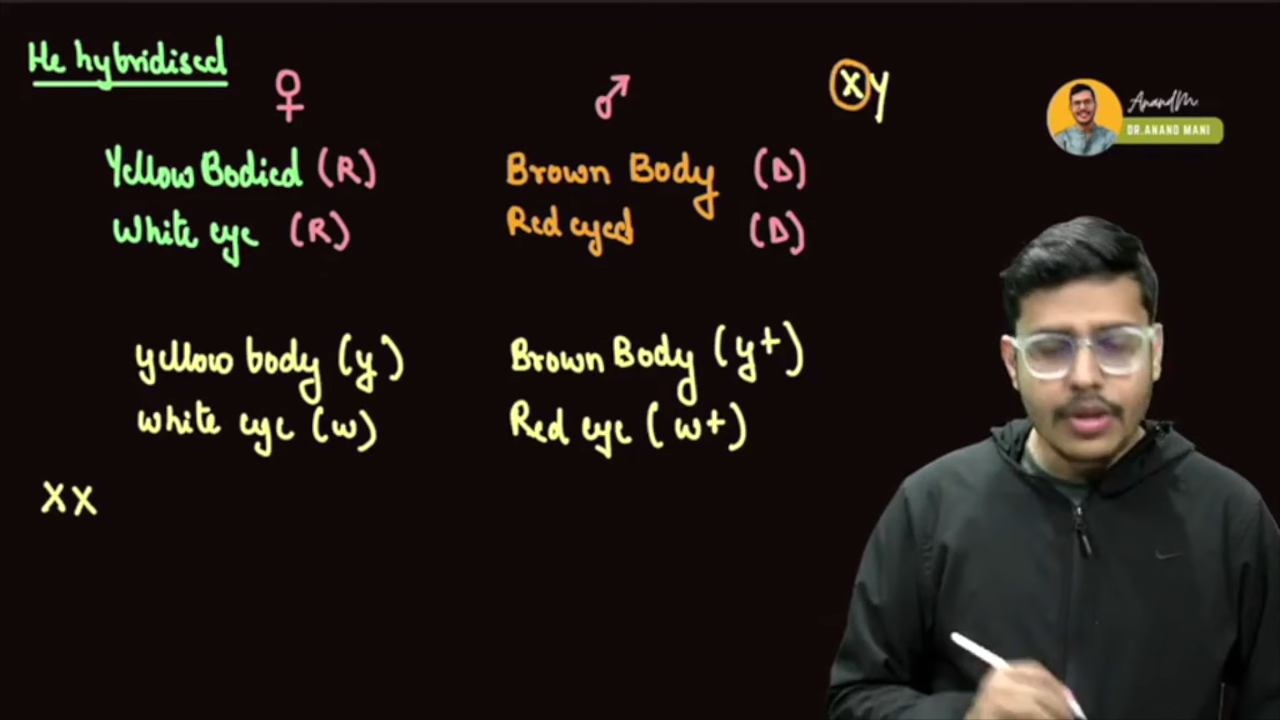 He hybridised
♀ ♂ XY
Yellow Bodied (R) Brown Body (D)
White eye (R) Red eyed (D)
yellow body (y) Brown Body (y+)
white eye (w) Red eye (w+)
XX
AnandM.
DR.ANAND MANI